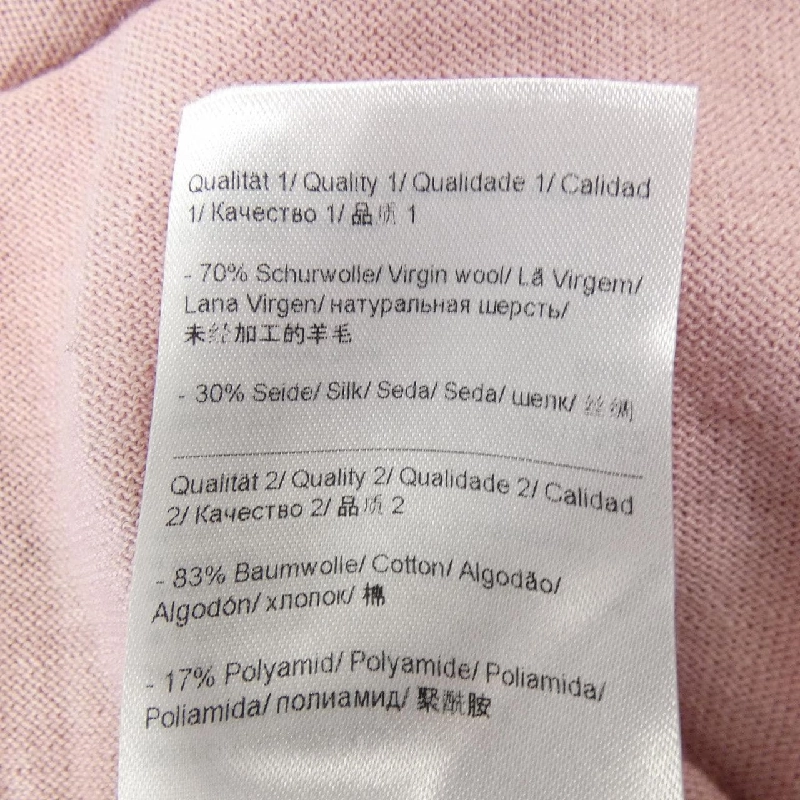 Qualität 1/ Quality 1/ Qualidade 1/ Calidad
1/ Качество 1/ 品质 1
- 70% Schurwolle/ Virgin wool/ Lã Virgem/
Lana Virgen/ натуральная шерсть/
未经加工的羊毛
- 30% Seide/ Silk/ Seda/ Seda/ шелк/ 丝绸
Qualität 2/ Quality 2/ Qualidade 2/ Calidad
2/ Качество 2/ 品质 2
- 83% Baumwolle/ Cotton/ Algodão/
Algodón/ хлопок/ 棉
- 17% Polyamid/ Polyamide/ Poliamida/
Poliamida/ полиамид/ 聚酰胺